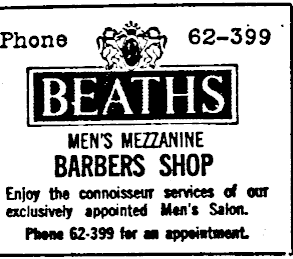 Phone 62-399
BEATHS
MEN'S MEZZANINE
BARBERS SHOP
Enjoy the connoisseur services of our
exclusively appointed Men's Salon.
Phone 62-399 for an appointment.